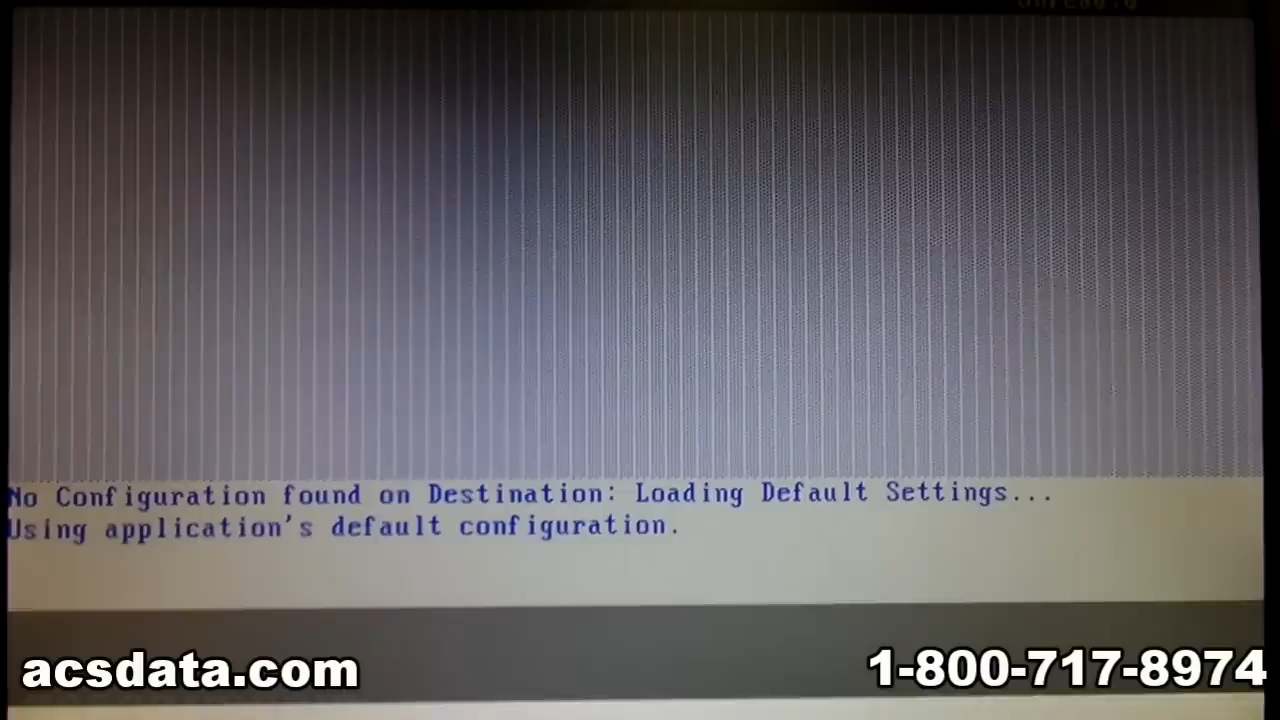 No Configuration found on Destination: Loading Default Settings...
Using application's default configuration.
acsdata.com
1-800-717-8974